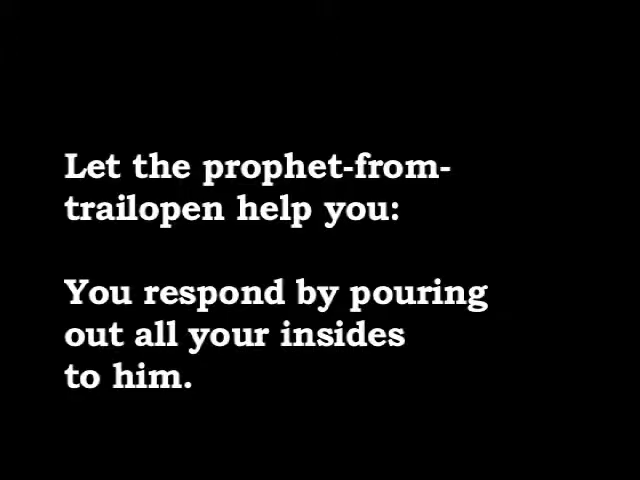 Let the prophet-from-
trailopen help you:
You respond by pouring
out all your insides
to him.